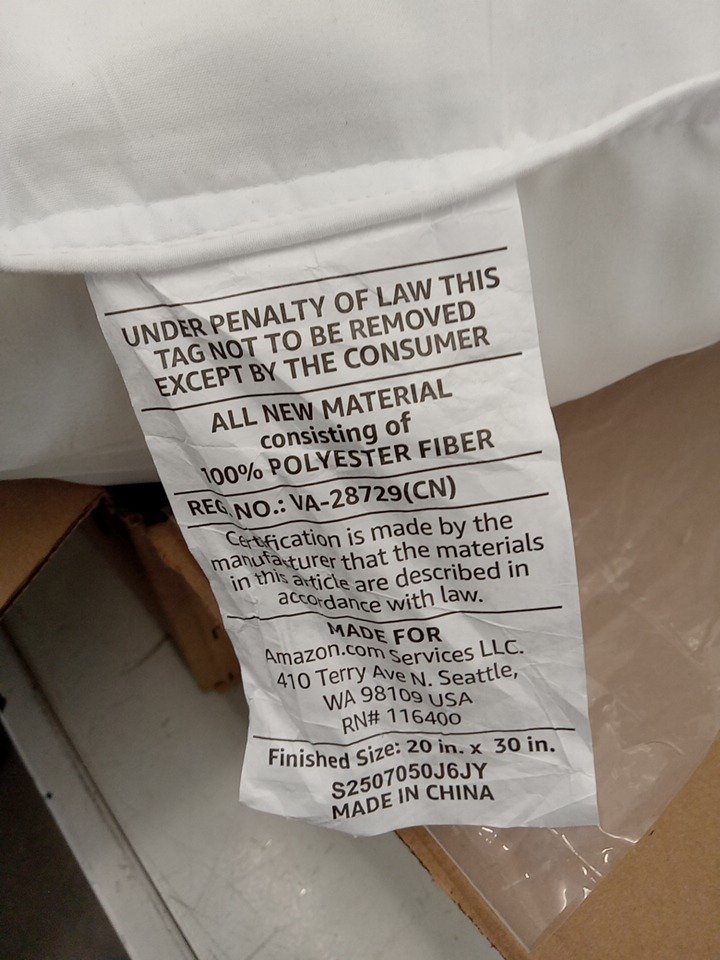 UNDER PENALTY OF LAW THIS
TAG NOT TO BE REMOVED
EXCEPT BY THE CONSUMER
ALL NEW MATERIAL
consisting of
100% POLYESTER FIBER
REG. NO.: VA-28729(CN)
Certification is made by the
manufacturer that the materials
in this article are described in
accordance with law.
MADE FOR
Amazon.com Services LLC.
410 Terry Ave N. Seattle,
WA 98109 USA
RN# 116400
Finished Size: 20 in. x 30 in.
S2507050J6JY
MADE IN CHINA